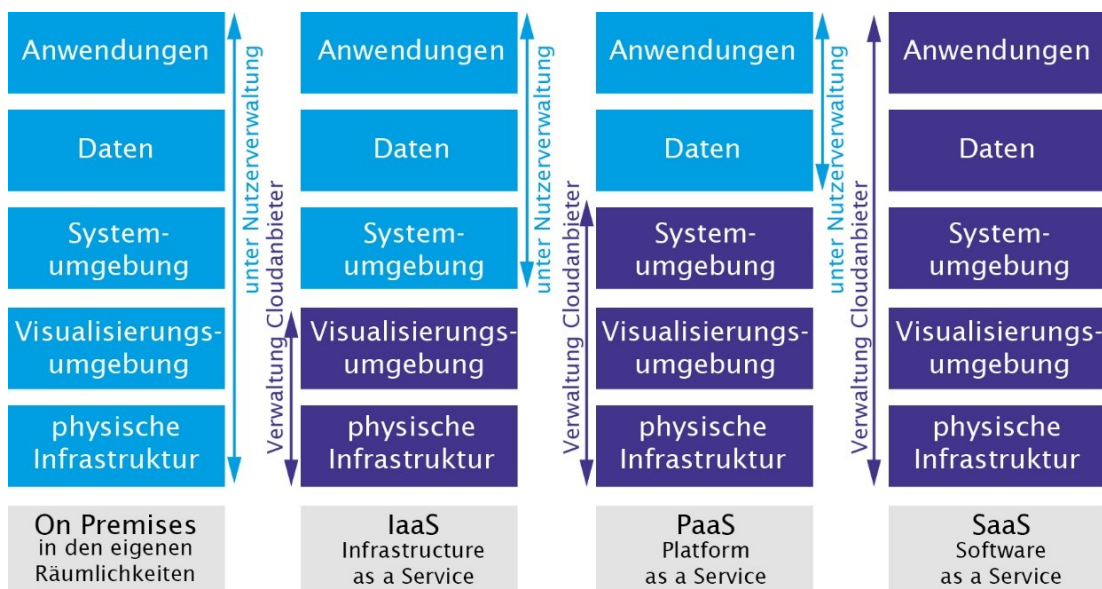 Anwendungen
Daten
System-
umgebung
Visualisierungs-
umgebung
physische
Infrastruktur
unter Nutzerverwaltung
On Premises
in den eigenen
Räumlichkeiten
Verwaltung Cloudanbieter
Anwendungen
Daten
System-
umgebung
Visualisierungs-
umgebung
physische
Infrastruktur
unter Nutzerverwaltung
IaaS
Infrastructure
as a Service
Verwaltung Cloudanbieter
Anwendungen
Daten
System-
umgebung
Visualisierungs-
umgebung
physische
Infrastruktur
unter Nutzerverwaltung
PaaS
Platform
as a Service
Verwaltung Cloudanbieter
Anwendungen
Daten
System-
umgebung
Visualisierungs-
umgebung
physische
Infrastruktur
SaaS
Software
as a Service